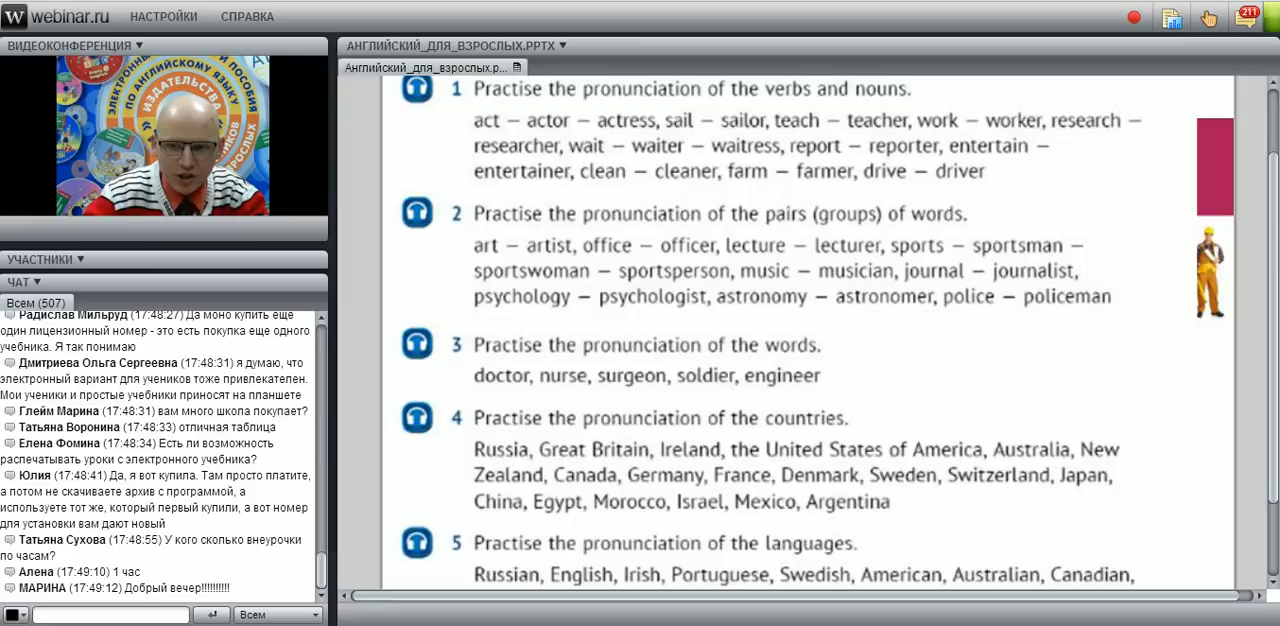 W webinar.ru НАСТРОЙКИ СПРАВКА
211
ВИДЕОКОНФЕРЕНЦИЯ
ЭЛЕКТРОННЫЕ
ПО АНГЛИЙСКОМУ ЯЗЫКУ
ПОСОБИЯ
ИЗДАТЕЛЬСТВА
УЧАСТНИКИ
ЧАТ
Всем (507)
Радислав Мильруд (17:48:27) Да моно купить еще
один лицензионный номер - это есть покупка еще одного
учебника. Я так понимаю
Дмитриева Ольга Сергеевна (17:48:31) я думаю, что
электронный вариант для учеников тоже привлекателен.
Мои ученики и простые учебники приносят на планшете
Глейм Марина (17:48:31) вам много школа покупает?
Татьяна Воронина (17:48:33) отличная таблица
Елена Фомина (17:48:34) Есть ли возможность
распечатывать уроки с электронного учебника?
Юлия (17:48:41) Да, я вот купила. Там просто платите,
а потом не скачиваете архив с программой, а
используете тот же, который первый купили, а вот номер
для установки вам дают новый
Татьяна Сухова (17:48:55) У кого сколько внеурочки
по часам?
Алена (17:49:10) 1 час
МАРИНА (17:49:12) Добрый вечер!!!!!!!!!!
Всем
АНГЛИЙСКИЙ_ДЛЯ_ВЗРОСЛЫХ.PPTX
Английский_для_взрослых.p...
1 Practise the pronunciation of the verbs and nouns.
act – actor – actress, sail – sailor, teach – teacher, work – worker, research –
researcher, wait – waiter – waitress, report – reporter, entertain –
entertainer, clean – cleaner, farm – farmer, drive – driver
2 Practise the pronunciation of the pairs (groups) of words.
art – artist, office – officer, lecture – lecturer, sports – sportsman –
sportswoman – sportsperson, music – musician, journal – journalist,
psychology – psychologist, astronomy – astronomer, police – policeman
3 Practise the pronunciation of the words.
doctor, nurse, surgeon, soldier, engineer
4 Practise the pronunciation of the countries.
Russia, Great Britain, Ireland, the United States of America, Australia, New
Zealand, Canada, Germany, France, Denmark, Sweden, Switzerland, Japan,
China, Egypt, Morocco, Israel, Mexico, Argentina
5 Practise the pronunciation of the languages.
Russian, English, Irish, Portuguese, Swedish, American, Australian, Canadian,